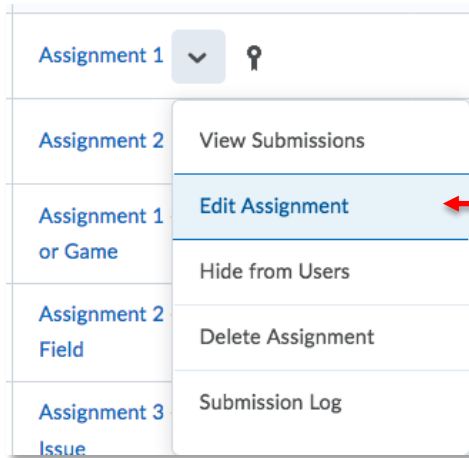 Assignment 1
Assignment 2
Assignment 1
or Game
Assignment 2
Field
Assignment 3
Issue
View Submissions
Edit Assignment
Hide from Users
Delete Assignment
Submission Log